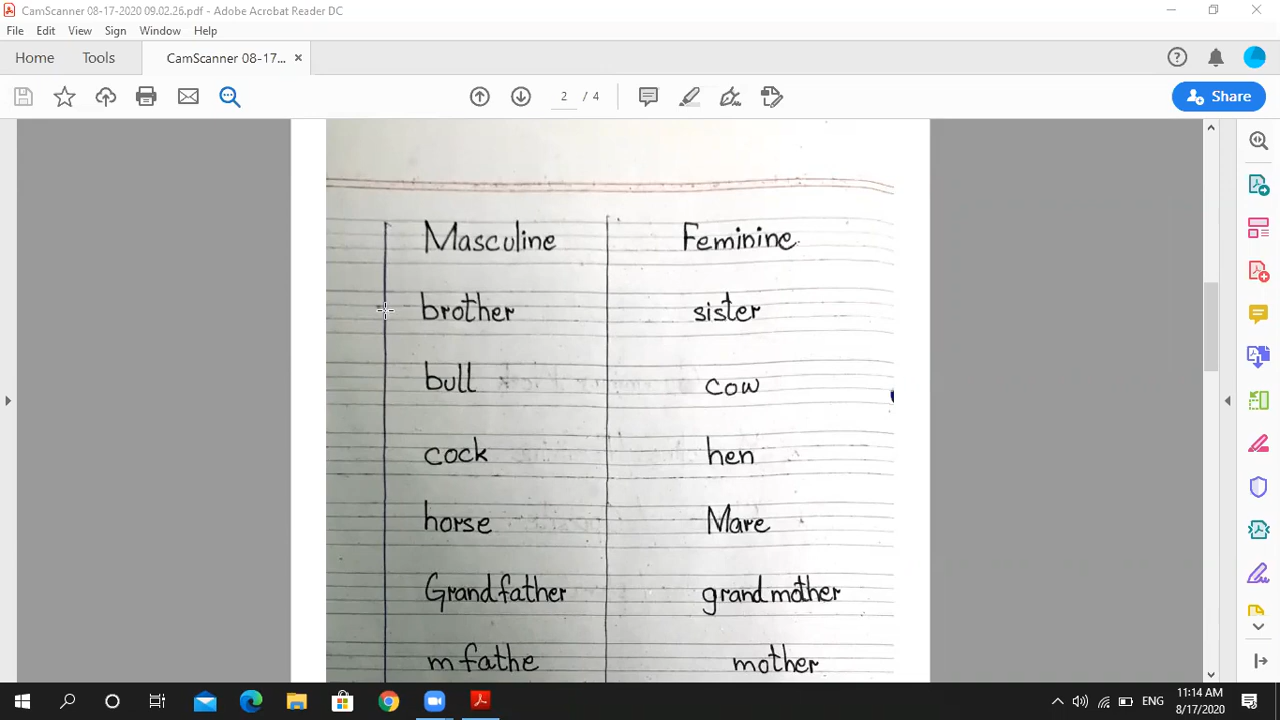 CamScanner 08-17-2020 09.02.26.pdf - Adobe Acrobat Reader DC
File Edit View Sign Window Help
Home Tools CamScanner 08-17... ×
2 / 4
Share
Masculine Feminine
brother sister
bull cow
cock hen
horse Mare
Grandfather grandmother
m fathe mother
ENG
11:14 AM
8/17/2020